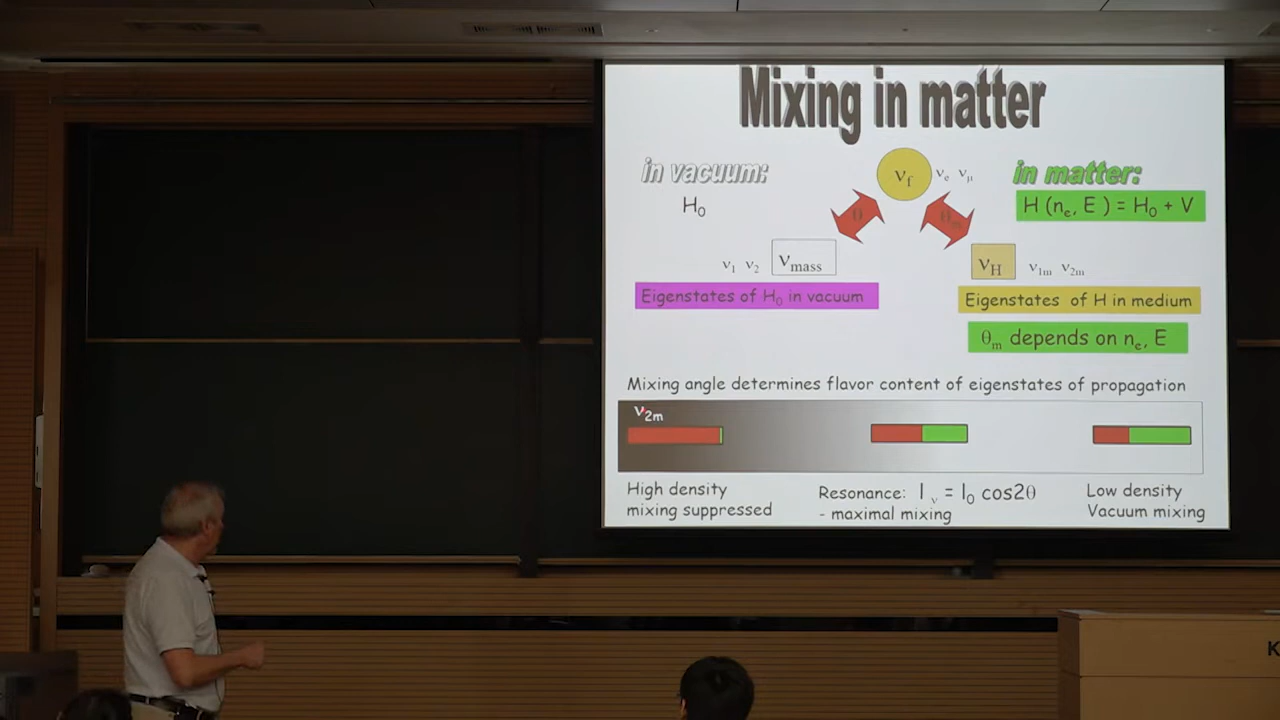 Mixing in matter
in vacuum:
H₀
ν_f
ν_e ν_μ
in matter:
H (n_e, E ) = H₀ + V
θ
θ_m
ν₁ ν₂
ν_mass
ν_H
ν_1m ν_2m
Eigenstates of H₀ in vacuum
Eigenstates of H in medium
θ_m depends on n_e, E
Mixing angle determines flavor content of eigenstates of propagation
ν_2m
High density
mixing suppressed
Resonance: l_ν = l₀ cos2θ
- maximal mixing
Low density
Vacuum mixing
K